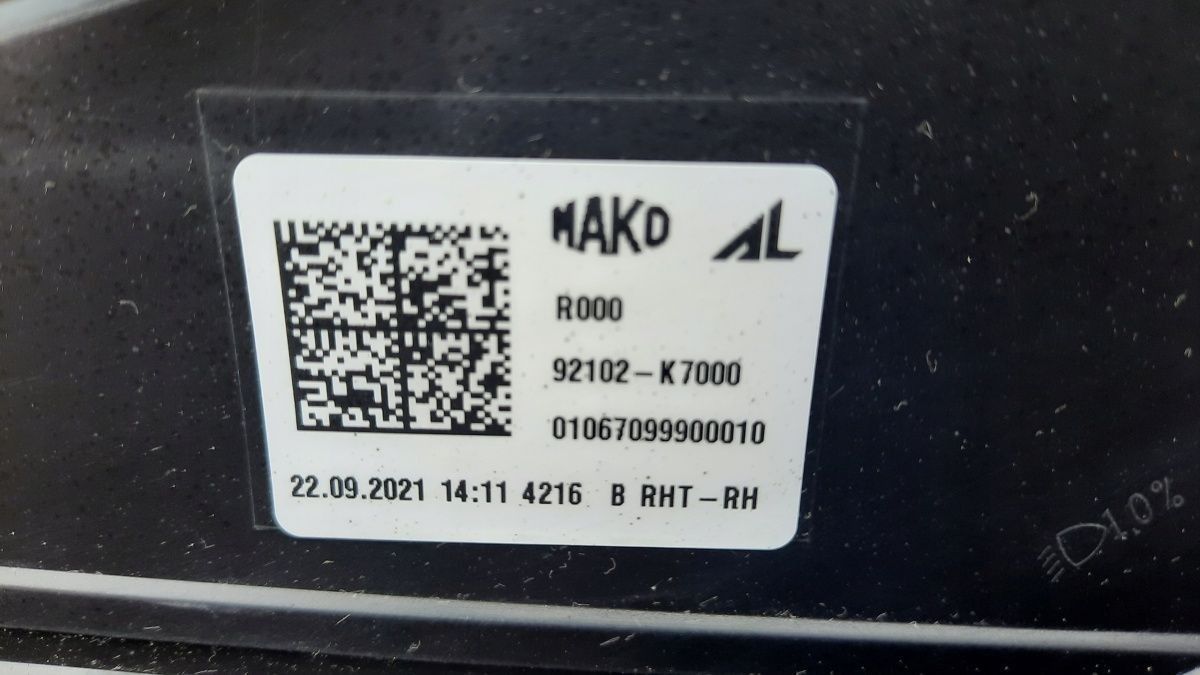 MAKO AL
R000
92102-K7000
01067099900010
22.09.2021 14:11 4216 B RHT-RH
10%